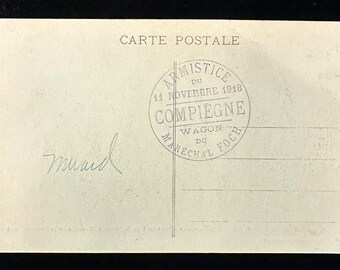 CARTE POSTALE
ARMISTICE
DU
11 NOVEMBRE 1918
COMPIÈGNE
WAGON
DU
MARÉCHAL FOCH